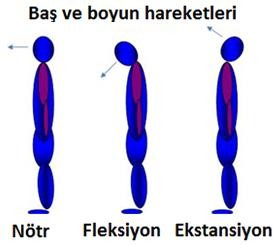 Baş ve boyun hareketleri
Nötr Fleksiyon Ekstansiyon